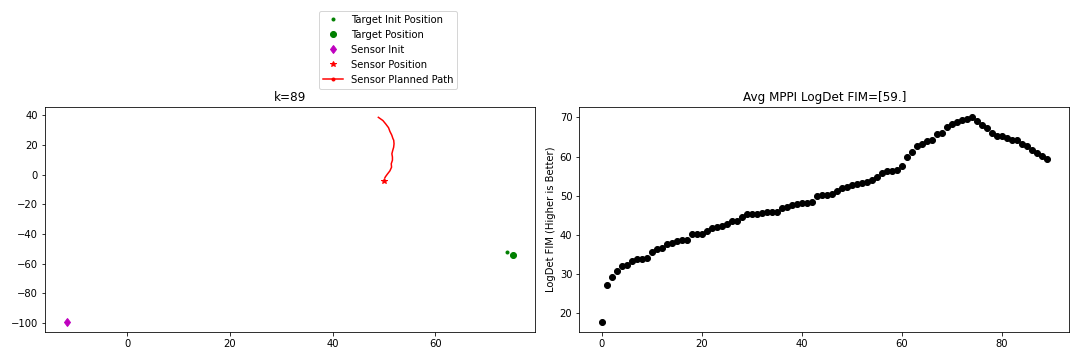 Target Init Position
Target Position
Sensor Init
Sensor Position
Sensor Planned Path
k=89
40
20
0
−20
−40
−60
−80
−100
0
20
40
60
Avg MPPI LogDet FIM=[59.]
LogDet FIM (Higher is Better)
70
60
50
40
30
20
0
20
40
60
80